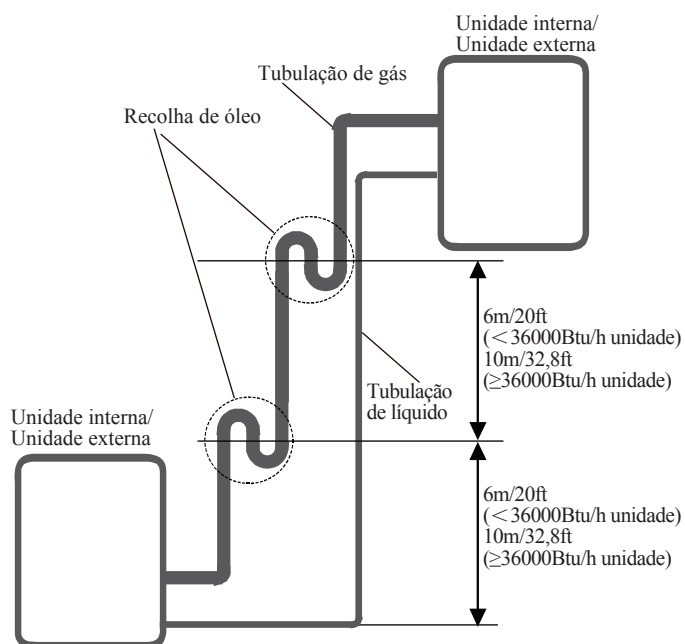 Unidade interna/
Unidade externa
Tubulação de gás
Recolha de óleo
6m/20ft
(<36000Btu/h unidade)
10m/32,8ft
(≥36000Btu/h unidade)
Tubulação
de líquido
Unidade interna/
Unidade externa
6m/20ft
(<36000Btu/h unidade)
10m/32,8ft
(≥36000Btu/h unidade)